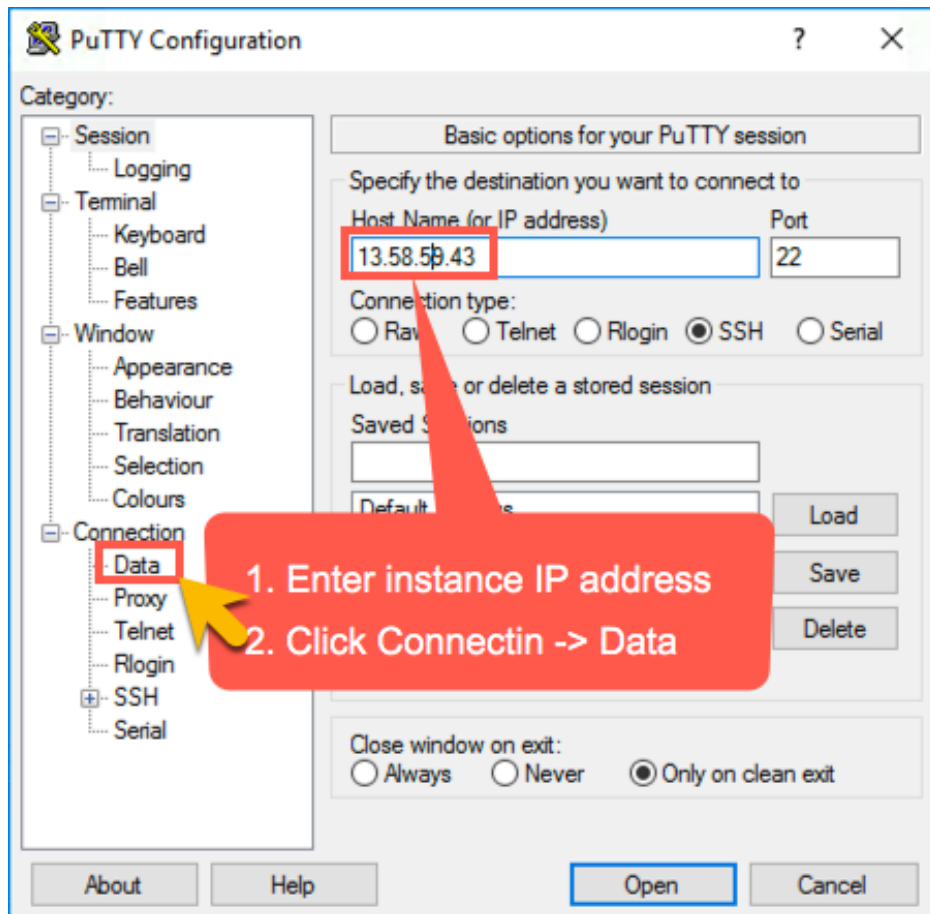 PuTTY Configuration
?
Category:
Session
Logging
Terminal
Keyboard
Bell
Features
Window
Appearance
Behaviour
Translation
Selection
Colours
Connection
Data
Proxy
Telnet
Rlogin
SSH
Serial
Basic options for your PuTTY session
Specify the destination you want to connect to
Host Name (or IP address) Port
13.58.59.43 22
Connection type:
Raw Telnet Rlogin SSH Serial
Load, save or delete a stored session
Saved Sessions
Default
Load
Save
Delete
1. Enter instance IP address
2. Click Connectin -> Data
Close window on exit:
Always Never Only on clean exit
About Help Open Cancel